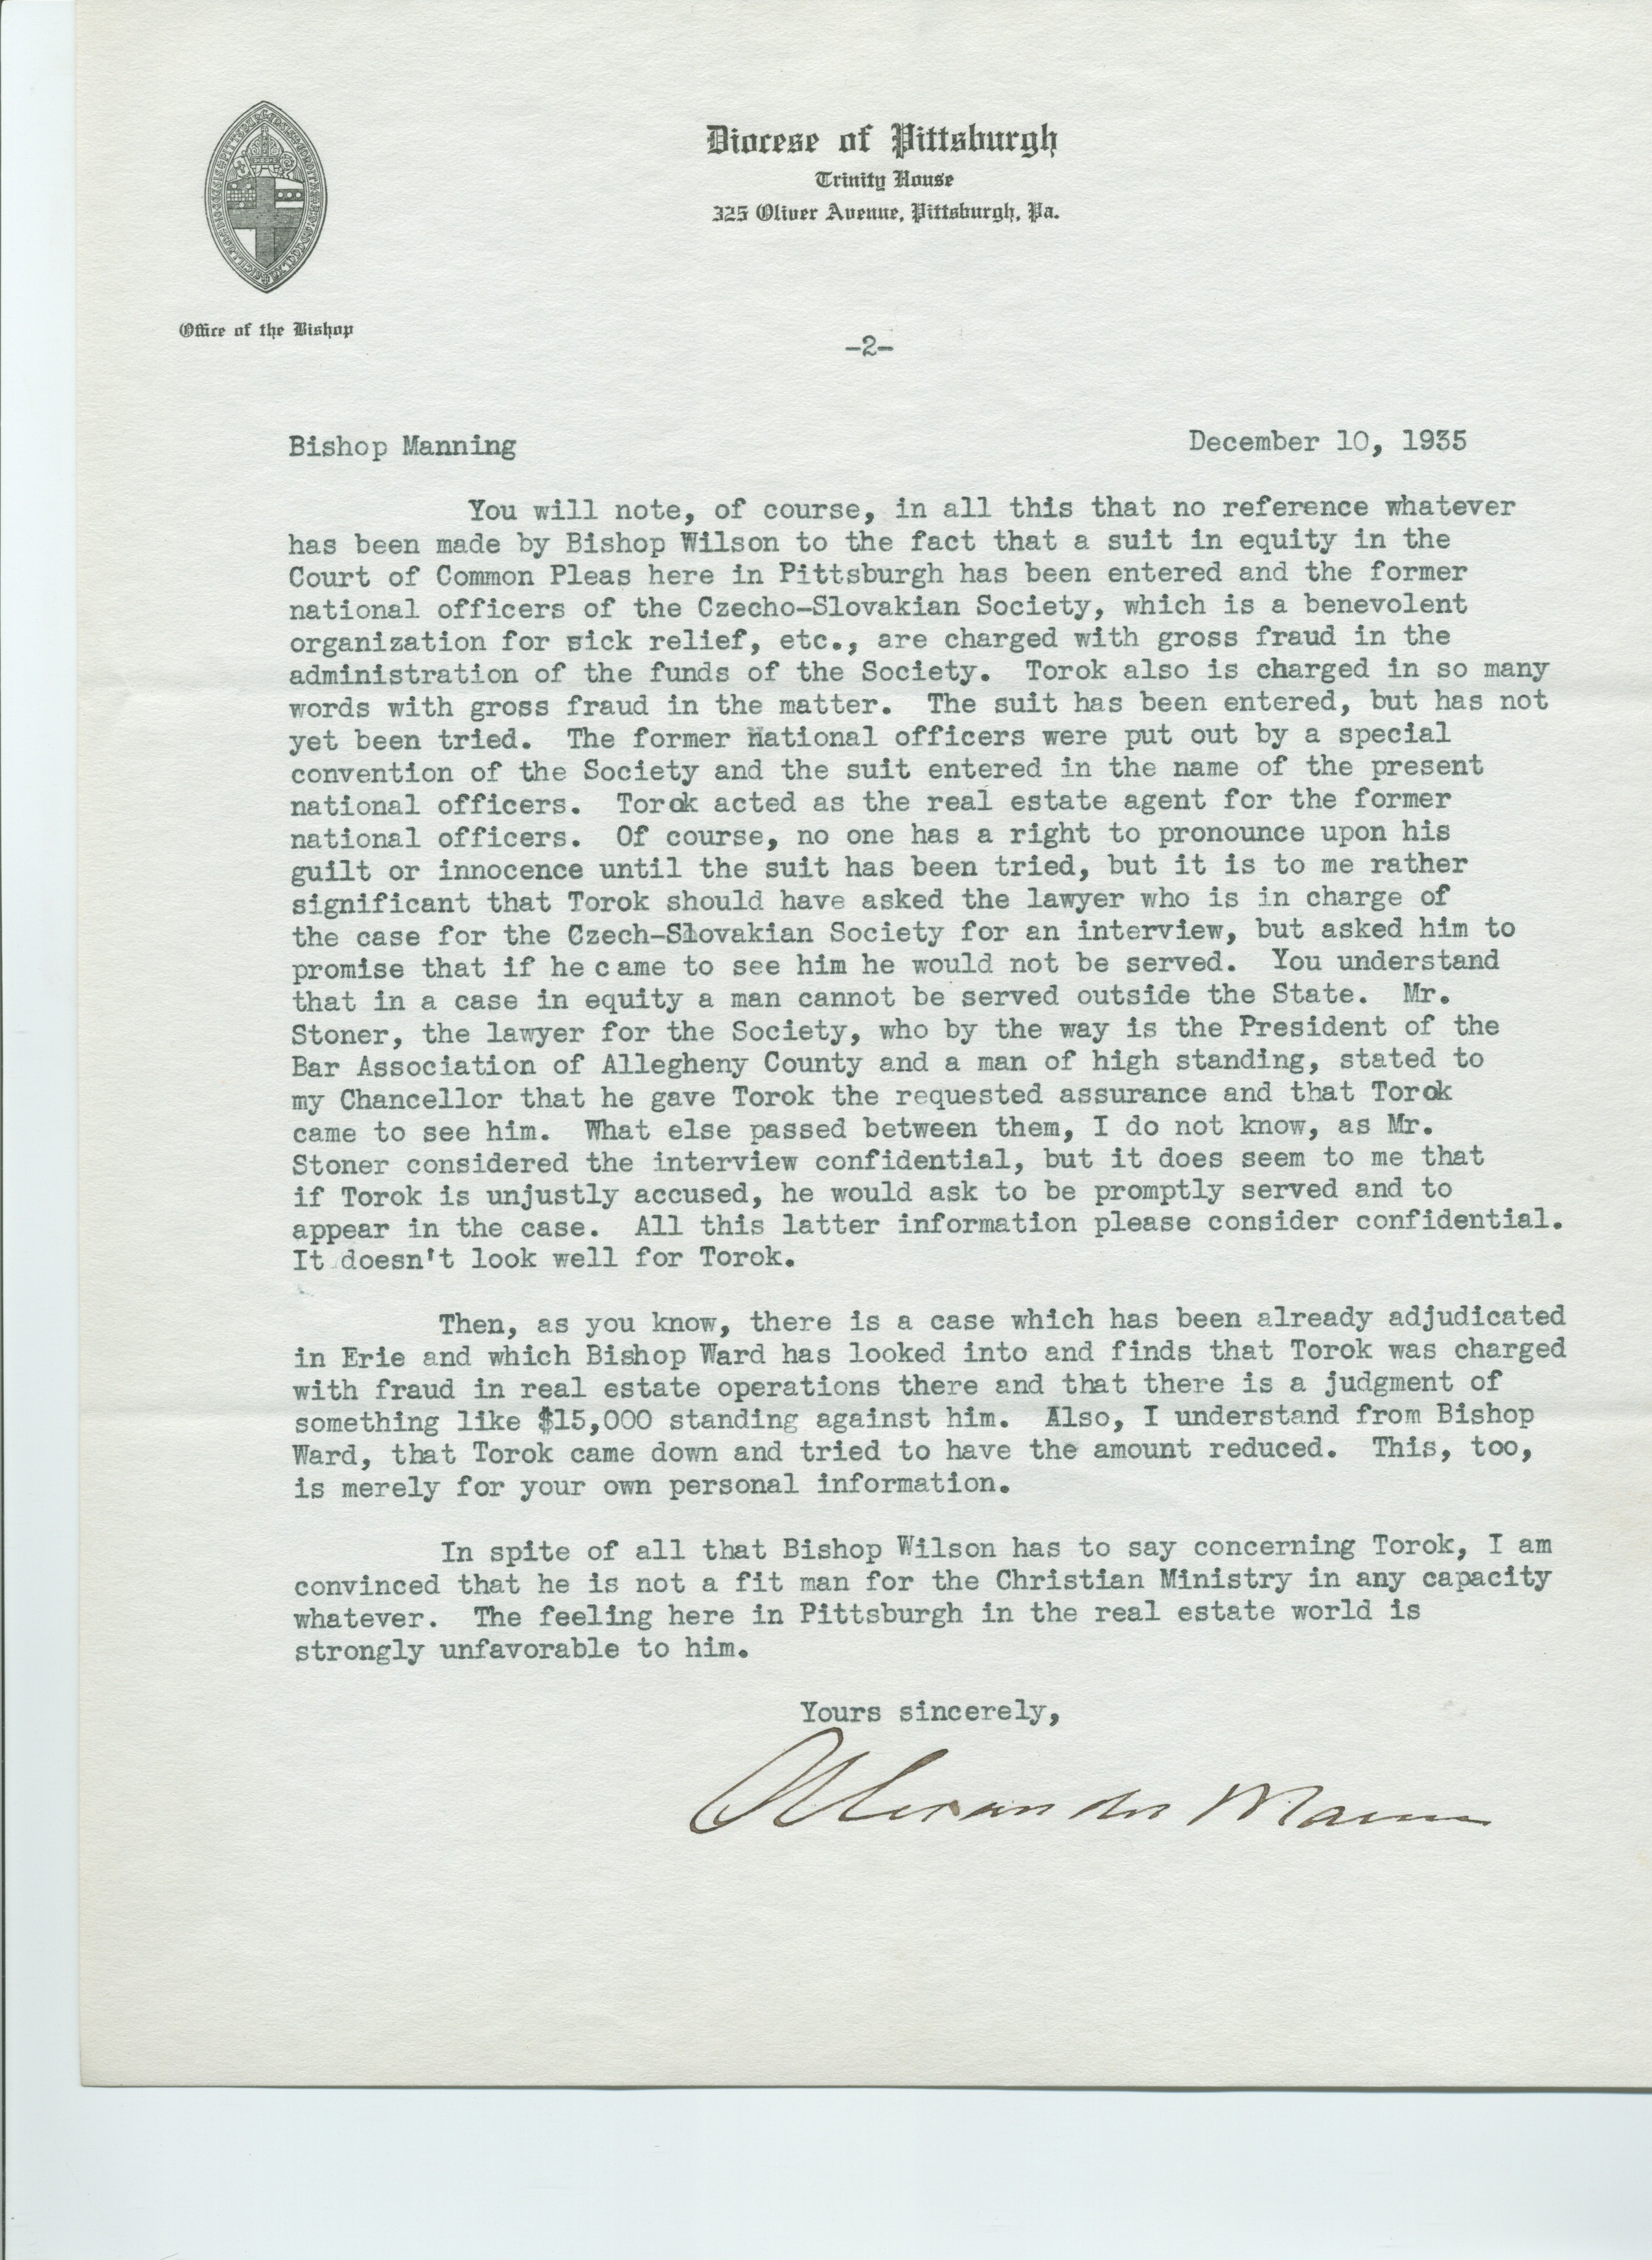 Diocese of Pittsburgh
Trinity House
325 Oliver Avenue, Pittsburgh, Pa.
Office of the Bishop
-2-
Bishop Manning December 10, 1935
You will note, of course, in all this that no reference whatever
has been made by Bishop Wilson to the fact that a suit in equity in the
Court of Common Pleas here in Pittsburgh has been entered and the former
national officers of the Czecho-Slovakian Society, which is a benevolent
organization for sick relief, etc., are charged with gross fraud in the
administration of the funds of the Society. Torok also is charged in so many
words with gross fraud in the matter. The suit has been entered, but has not
yet been tried. The former National officers were put out by a special
convention of the Society and the suit entered in the name of the present
national officers. Torok acted as the real estate agent for the former
national officers. Of course, no one has a right to pronounce upon his
guilt or innocence until the suit has been tried, but it is to me rather
significant that Torok should have asked the lawyer who is in charge of
the case for the Czech-Slovakian Society for an interview, but asked him to
promise that if he came to see him he would not be served. You understand
that in a case in equity a man cannot be served outside the State. Mr.
Stoner, the lawyer for the Society, who by the way is the President of the
Bar Association of Allegheny County and a man of high standing, stated to
my Chancellor that he gave Torok the requested assurance and that Torok
came to see him. What else passed between them, I do not know, as Mr.
Stoner considered the interview confidential, but it does seem to me that
if Torok is unjustly accused, he would ask to be promptly served and to
appear in the case. All this latter information please consider confidential.
It doesn't look well for Torok.
Then, as you know, there is a case which has been already adjudicated
in Erie and which Bishop Ward has looked into and finds that Torok was charged
with fraud in real estate operations there and that there is a judgment of
something like $15,000 standing against him. Also, I understand from Bishop
Ward, that Torok came down and tried to have the amount reduced. This, too,
is merely for your own personal information.
In spite of all that Bishop Wilson has to say concerning Torok, I am
convinced that he is not a fit man for the Christian Ministry in any capacity
whatever. The feeling here in Pittsburgh in the real estate world is
strongly unfavorable to him.
Yours sincerely,
Alexander Mann